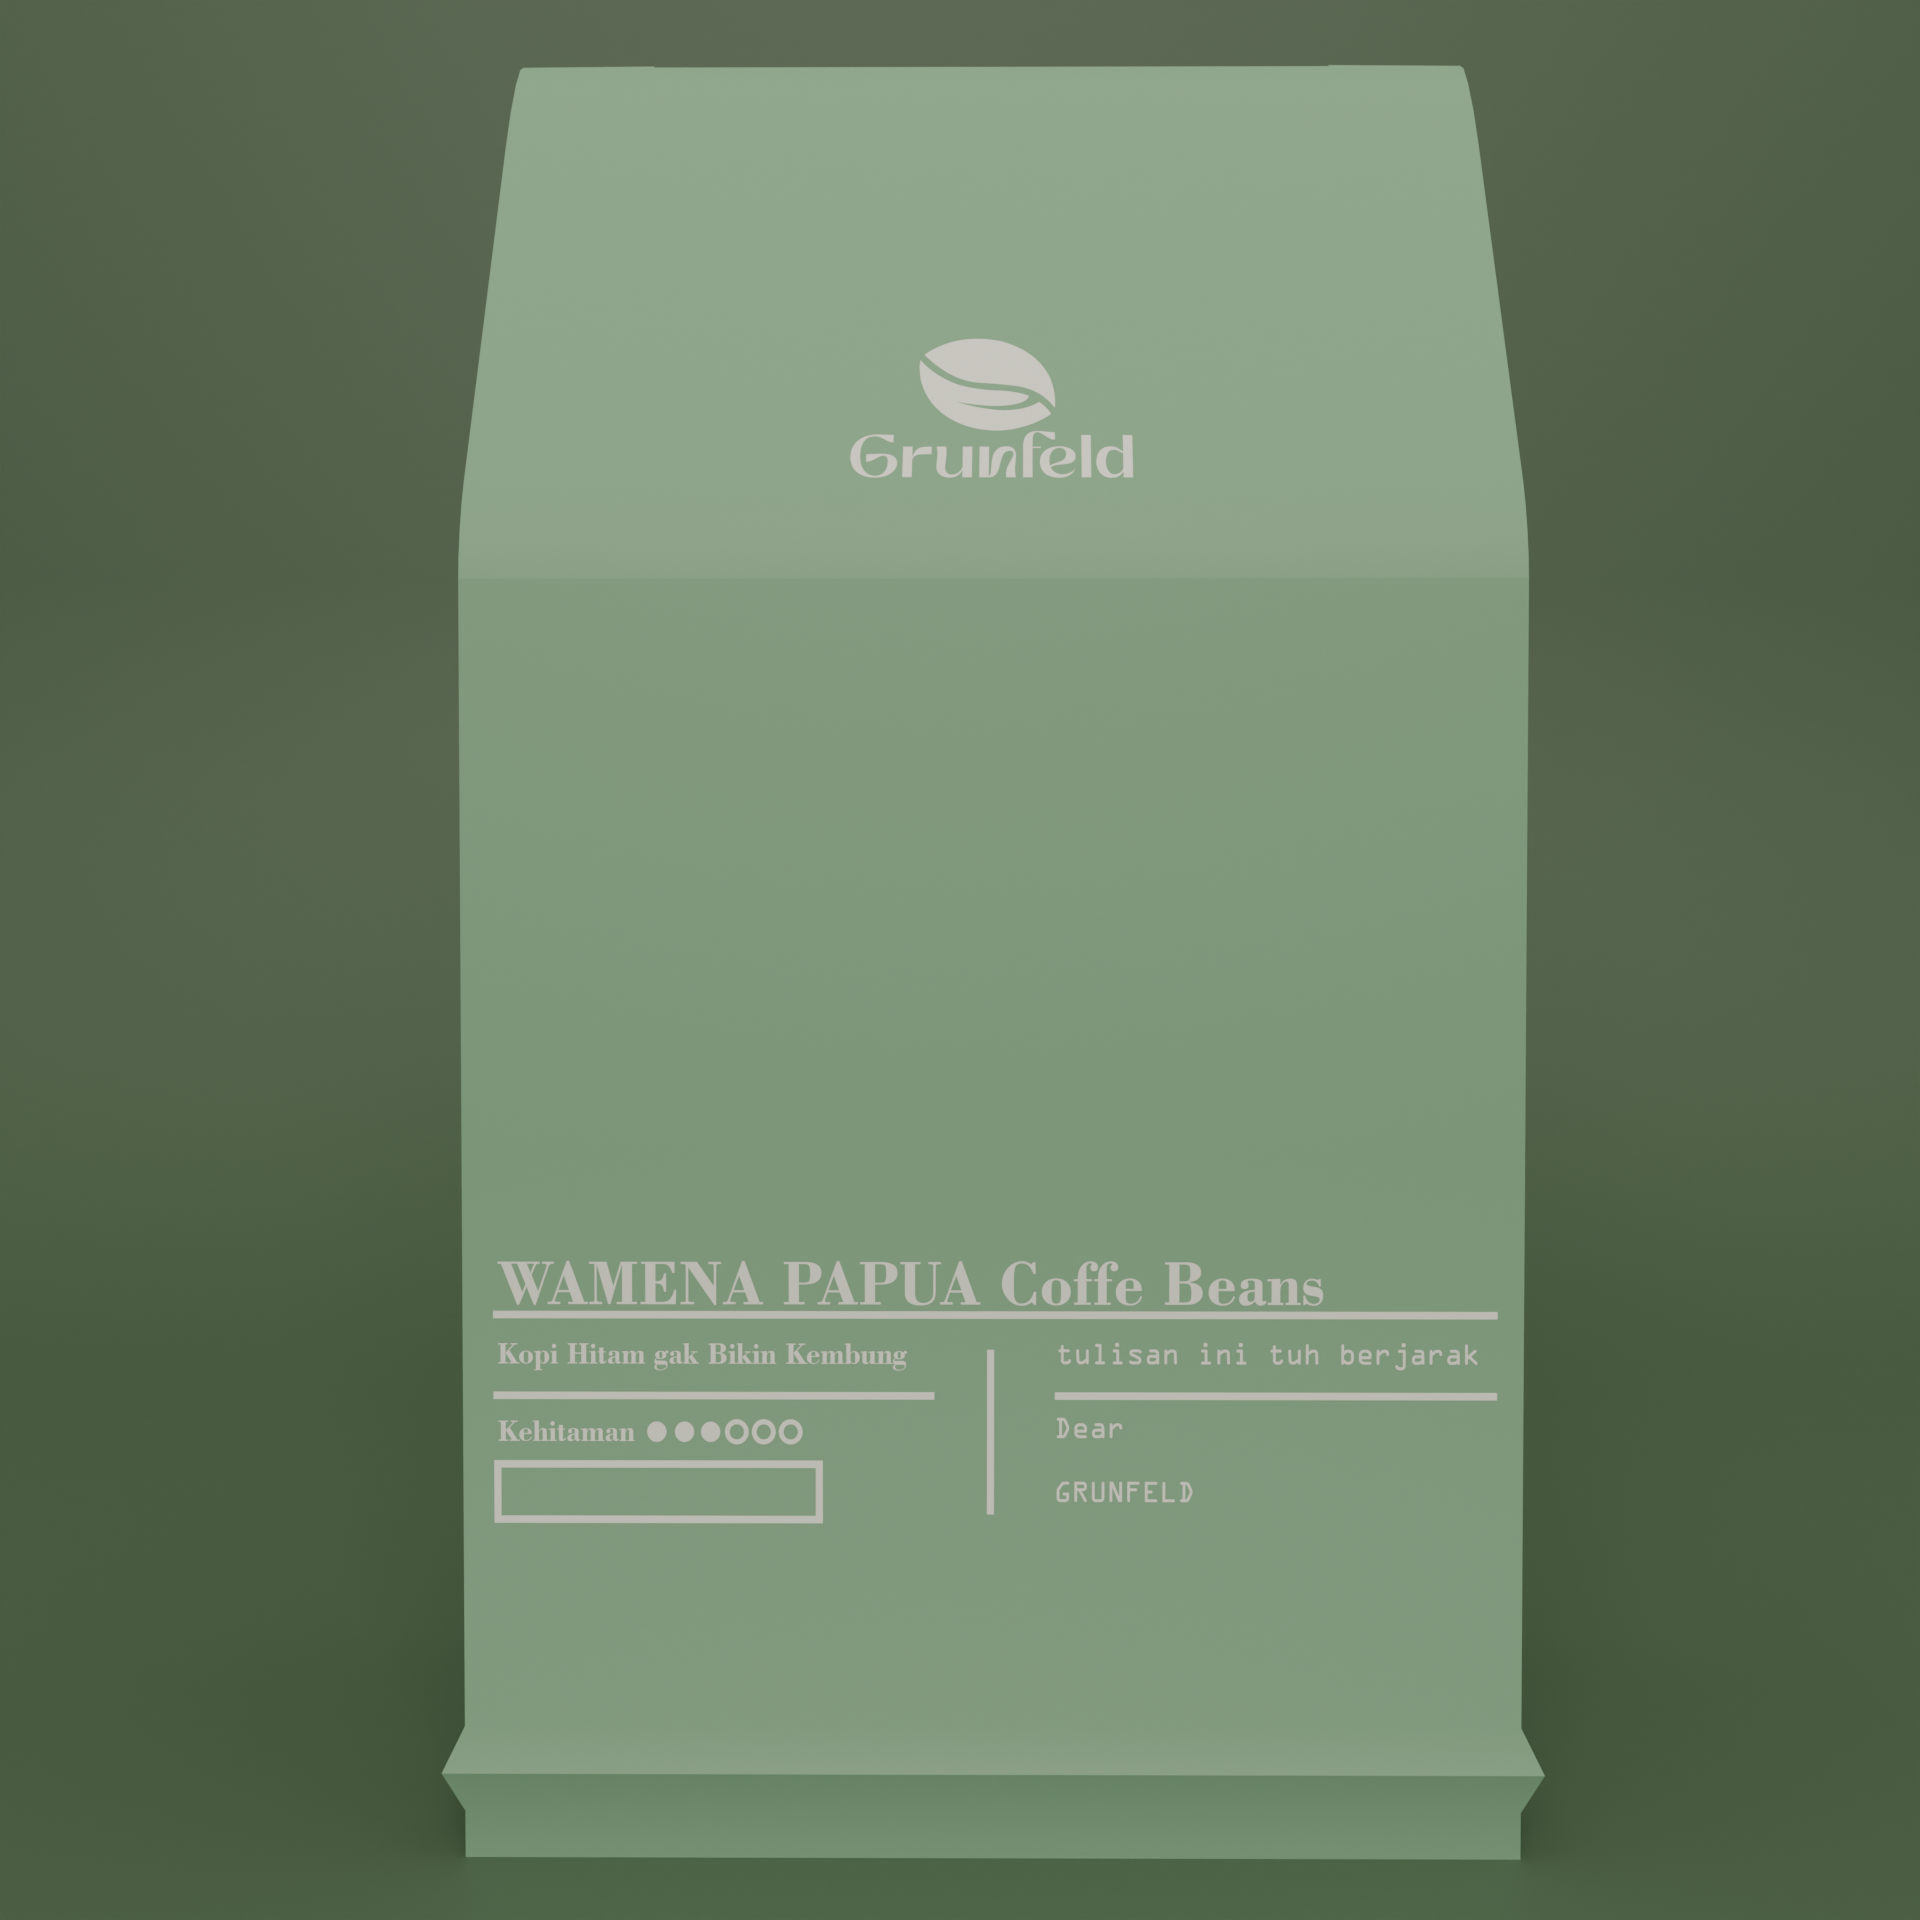 Grunfeld
WAMENA PAPUA Coffe Beans
Kopi Hitam gak Bikin Kembung
Kehitaman
tulisan ini tuh berjarak
Dear
GRUNFELD